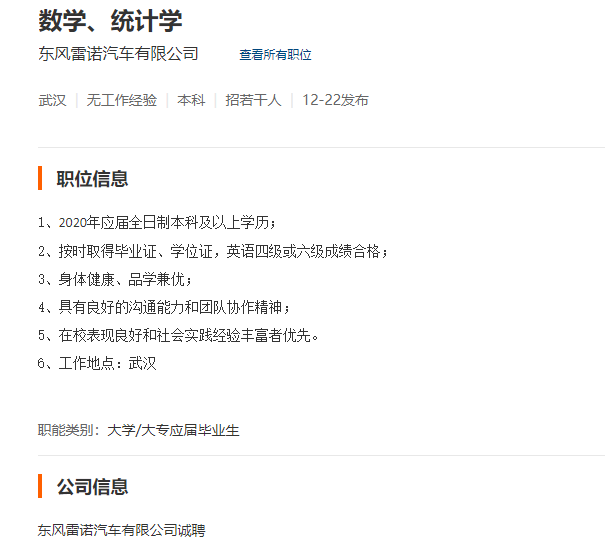 数学、统计学
东风雷诺汽车有限公司 查看所有职位
武汉 | 无工作经验 | 本科 | 招若干人 | 12-22发布
职位信息
1、2020年应届全日制本科及以上学历；
2、按时取得毕业证、学位证，英语四级或六级成绩合格；
3、身体健康、品学兼优；
4、具有良好的沟通能力和团队协作精神；
5、在校表现良好和社会实践经验丰富者优先。
6、工作地点：武汉
职能类别：大学/大专应届毕业生
公司信息
东风雷诺汽车有限公司诚聘